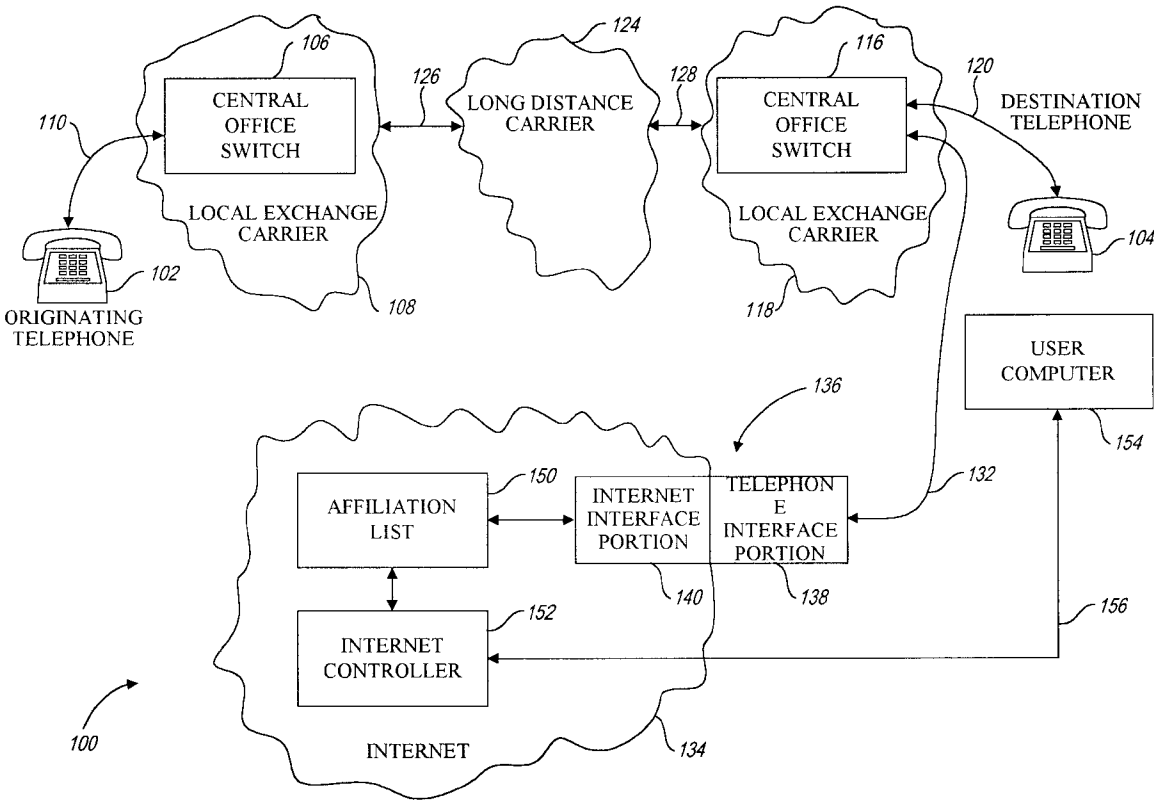 106
124
116
120
126
128
110
CENTRAL
OFFICE
SWITCH
LONG DISTANCE
CARRIER
CENTRAL
OFFICE
SWITCH
DESTINATION
TELEPHONE
LOCAL EXCHANGE
CARRIER
LOCAL EXCHANGE
CARRIER
102
104
108
118
ORIGINATING
TELEPHONE
USER
COMPUTER
136
154
150
132
AFFILIATION
LIST
INTERNET
INTERFACE
PORTION
TELEPHON
E
INTERFACE
PORTION
140
138
152
156
INTERNET
CONTROLLER
100
INTERNET
134